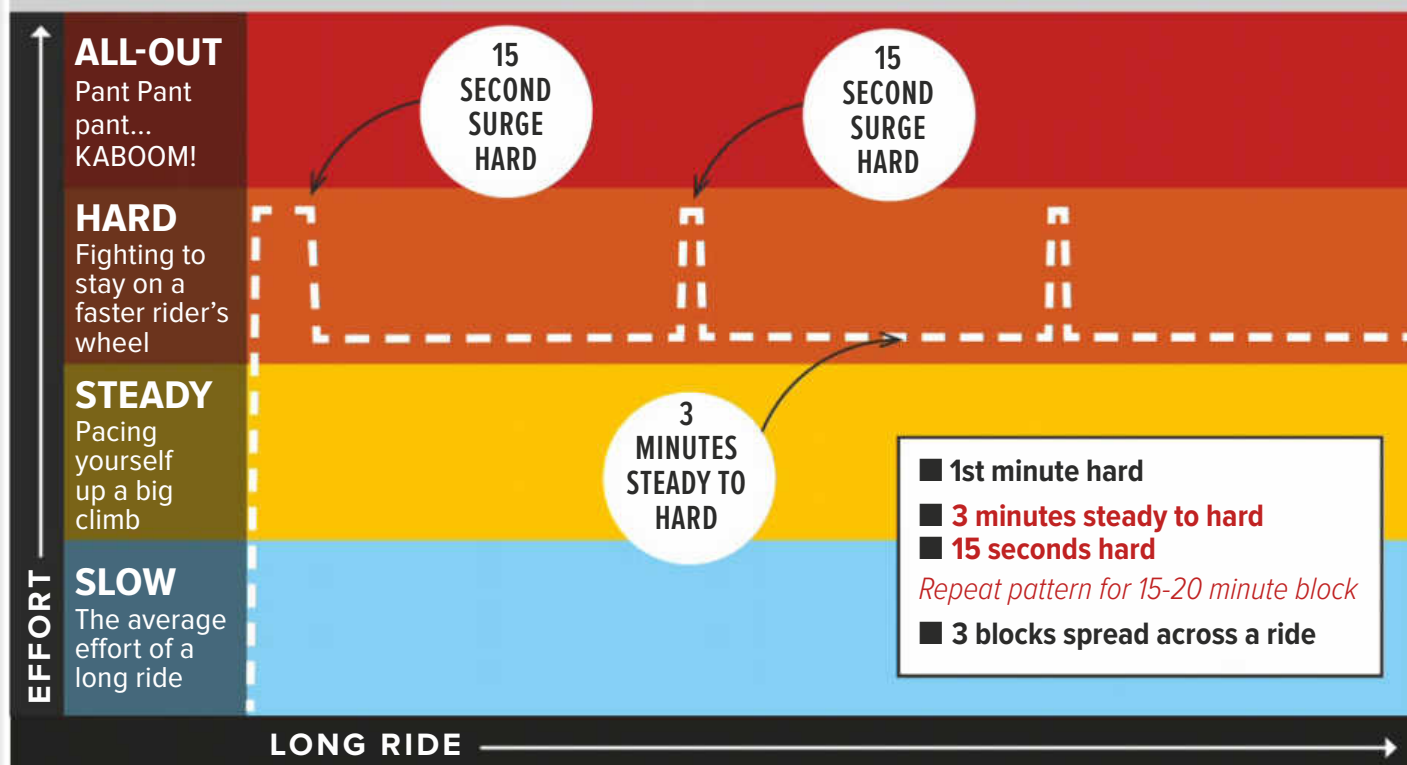 ALL-OUT
Pant Pant
pant...
KABOOM!
HARD
Fighting to
stay on a
faster rider’s
wheel
STEADY
Pacing
yourself
up a big
climb
SLOW
The average
effort of a
long ride
EFFORT
15
SECOND
SURGE
HARD
15
SECOND
SURGE
HARD
3
MINUTES
STEADY TO
HARD
■ 1st minute hard
■ 3 minutes steady to hard
■ 15 seconds hard
Repeat pattern for 15-20 minute block
■ 3 blocks spread across a ride
LONG RIDE